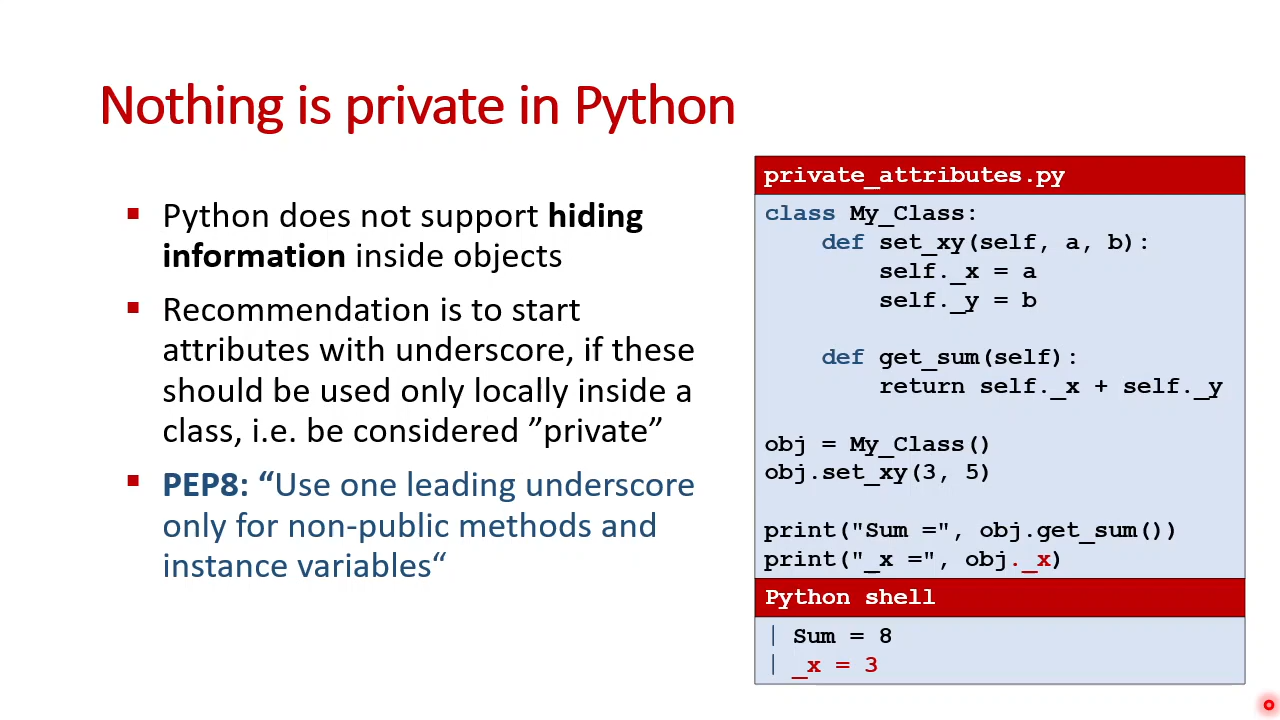 Nothing is private in Python
Python does not support hiding
information inside objects
Recommendation is to start
attributes with underscore, if these
should be used only locally inside a
class, i.e. be considered ”private”
PEP8: “Use one leading underscore
only for non-public methods and
instance variables“
private_attributes.py
class My_Class:
    def set_xy(self, a, b):
        self._x = a
        self._y = b
    def get_sum(self):
        return self._x + self._y
obj = My_Class()
obj.set_xy(3, 5)
print("Sum =", obj.get_sum())
print("_x =", obj._x)
Python shell
| Sum = 8
| _x = 3